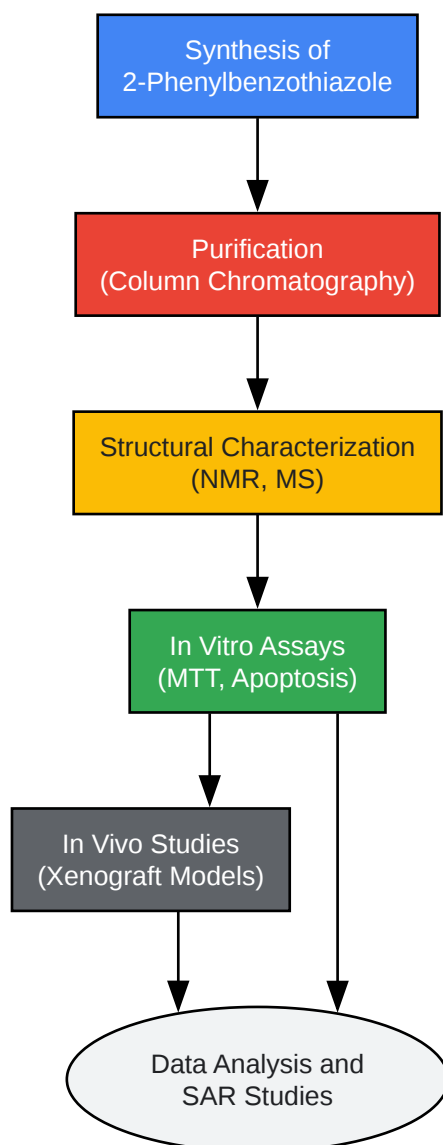 Synthesis of
2-Phenylbenzothiazole
Purification
(Column Chromatography)
Structural Characterization
(NMR, MS)
In Vitro Assays
(MTT, Apoptosis)
In Vivo Studies
(Xenograft Models)
Data Analysis and
SAR Studies